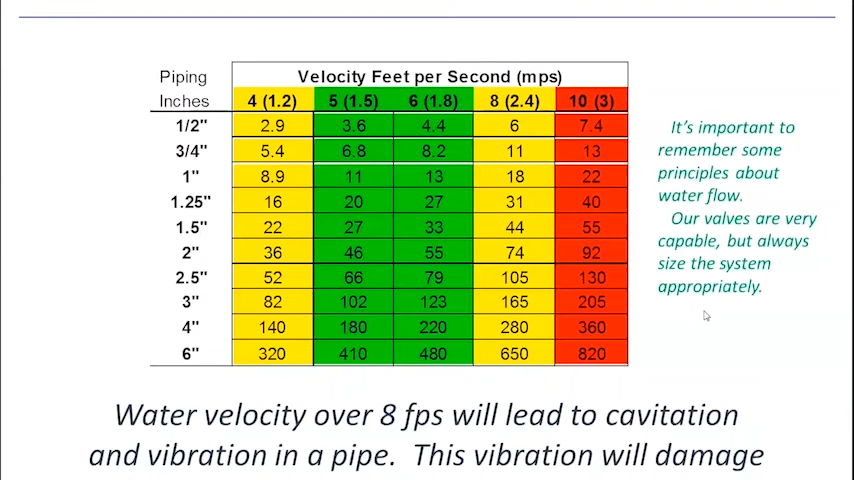 Piping Velocity Feet per Second (mps)
Inches 4 (1.2) 5 (1.5) 6 (1.8) 8 (2.4) 10 (3)
1/2" 2.9 3.6 4.4 6 7.4
3/4" 5.4 6.8 8.2 11 13
1" 8.9 11 13 18 22
1.25" 16 20 27 31 40
1.5" 22 27 33 44 55
2" 36 46 55 74 92
2.5" 52 66 79 105 130
3" 82 102 123 165 205
4" 140 180 220 280 360
6" 320 410 480 650 820
It's important to
remember some
principles about
water flow.
Our valves are very
capable, but always
size the system
appropriately.
Water velocity over 8 fps will lead to cavitation
and vibration in a pipe. This vibration will damage